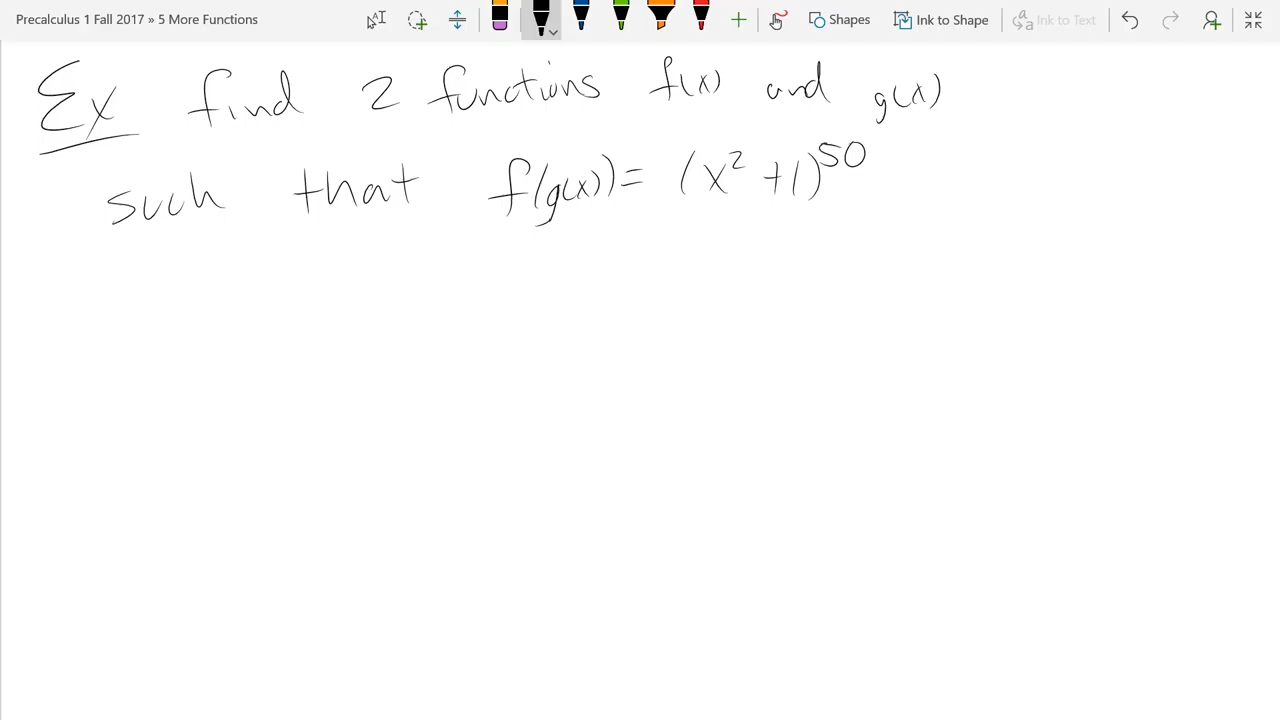 Precalculus 1 Fall 2017 » 5 More Functions Shapes Ink to Shape Ink to Text
Ex find 2 functions f(x) and g(x)
such that f(g(x)) = (x² + 1)⁵⁰